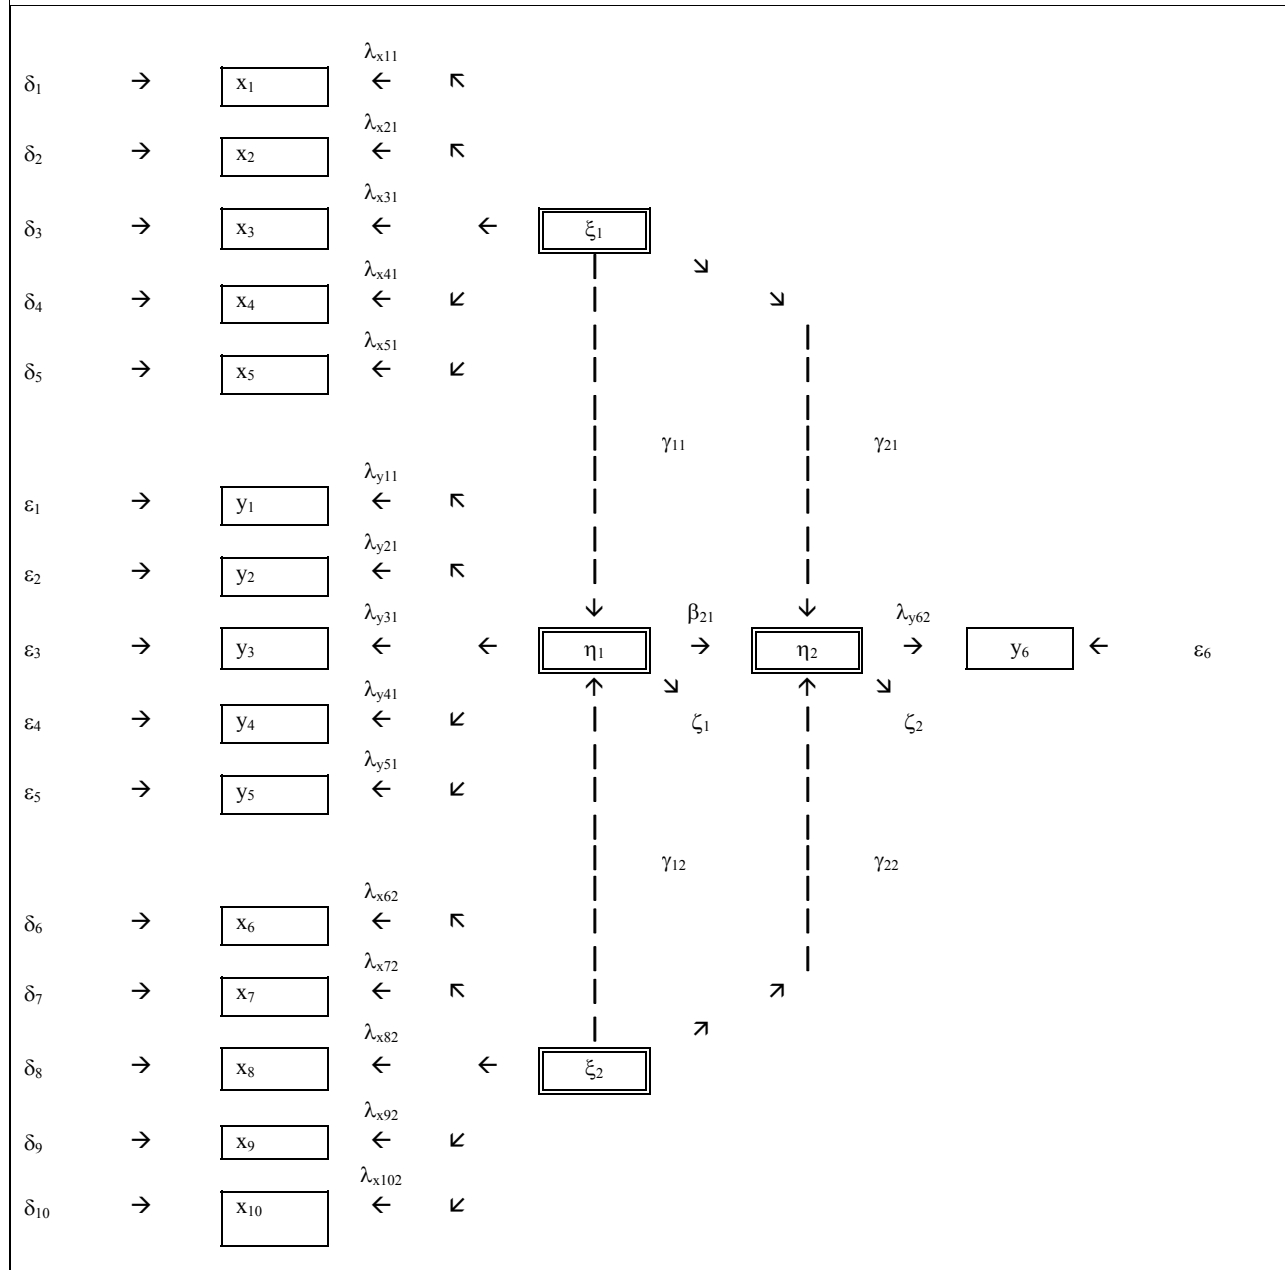 λx11
δ1 → x1 ← ↖
λx21
δ2 → x2 ← ↖
λx31
δ3 → x3 ← ← ξ1
↘
λx41
δ4 → x4 ← ↙ ↘
λx51
δ5 → x5 ← ↙
γ11 γ21
λy11
ε1 → y1 ← ↖
λy21
ε2 → y2 ← ↖
λy31 ↓ β21 ↓ λy62
ε3 → y3 ← ← η1 → η2 → y6 ← ε6
λy41 ↑ ↘ ↑ ↘
ε4 → y4 ← ↙ ζ1 ζ2
λy51
ε5 → y5 ← ↙
γ12 γ22
λx62
δ6 → x6 ← ↖
λx72
δ7 → x7 ← ↖ ↗
λx82 ↗
δ8 → x8 ← ← ξ2
λx92
δ9 → x9 ← ↙
λx102
δ10 → x10 ← ↙